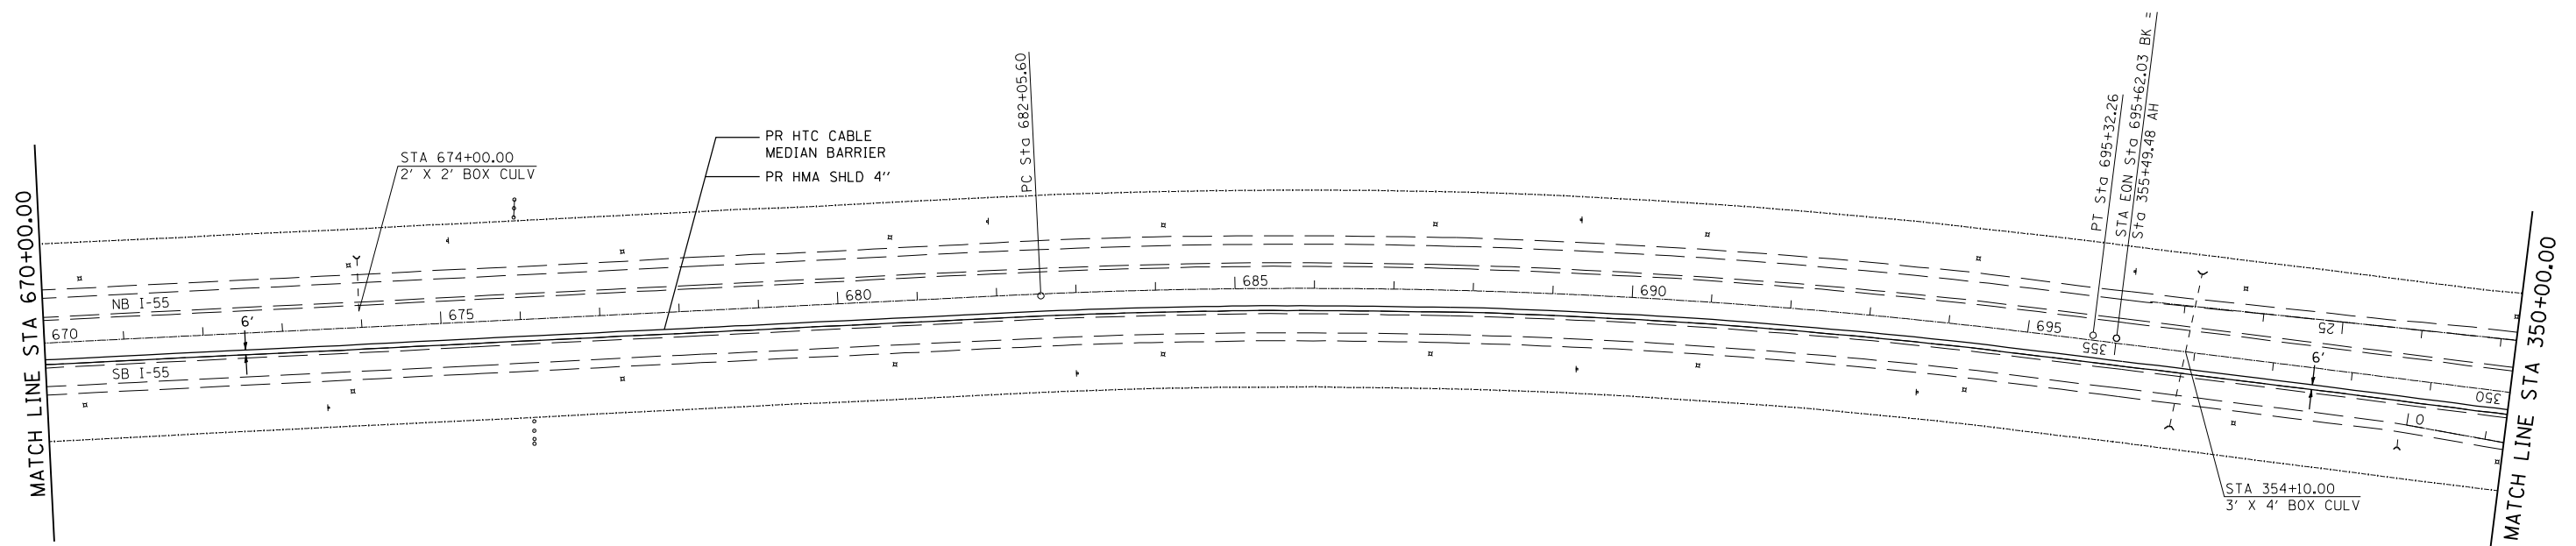 MATCH LINE STA 670+00.00
STA 674+00.00
2' X 2' BOX CULV
PR HTC CABLE
MEDIAN BARRIER
PR HMA SHLD 4''
PC Sta 682+05.60
PT Sta 695+32.26
STA EQN Sta 695+62.03 BK "
Sta 355+49.48 AH
NB I-55
SB I-55
6'
670
675
680
685
690
695
355
25
6'
350
0
STA 354+10.00
3' X 4' BOX CULV
MATCH LINE STA 350+00.00